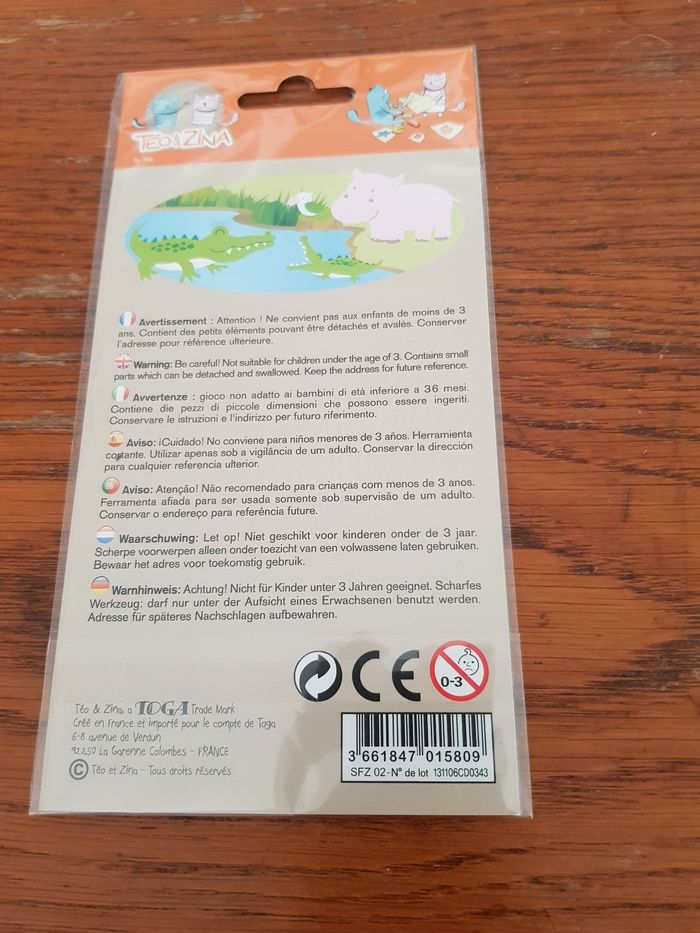 TËO & ZÏNA
Avertissement : Attention ! Ne convient pas aux enfants de moins de 3
ans. Contient des petits éléments pouvant être détachés et avalés. Conserver
l'adresse pour référence ultérieure.
Warning: Be careful! Not suitable for children under the age of 3. Contains small
parts which can be detached and swallowed. Keep the address for future reference.
Avvertenze : gioco non adatto ai bambini di età inferiore a 36 mesi.
Contiene die pezzi di piccole dimensioni che possono essere ingeriti.
Conservare le istruzioni e l'indirizzo per futuro riferimento.
Aviso: ¡Cuidado! No conviene para niños menores de 3 años. Herramienta
cortante. Utilizar apenas sob a vigilância de um adulto. Conservar la dirección
para cualquier referencia ulterior.
Aviso: Atenção! Não recomendado para crianças com menos de 3 anos.
Ferramenta afiada para ser usada somente sob supervisão de um adulto.
Conservar o endereço para referência future.
Waarschuwing: Let op! Niet geschikt voor kinderen onder de 3 jaar.
Scherpe voorwerpen alleen onder toezicht van een volwassene laten gebruiken.
Bewaar het adres voor toekomstig gebruik.
Warnhinweis: Achtung! Nicht für Kinder unter 3 Jahren geeignet. Scharfes
Werkzeug: darf nur unter der Aufsicht eines Erwachsenen benutzt werden.
Adresse für späteres Nachschlagen aufbewahren.
CE
0-3
Téo & Zina, a TOGA Trade Mark
Créé en France et importé pour le compte de Toga
6-8 avenue de Verdun
92250 La Garenne Colombes - FRANCE
© Téo et Zina - Tous droits réservés
3 661847 015809
SFZ 02-N° de lot 131106CD0343